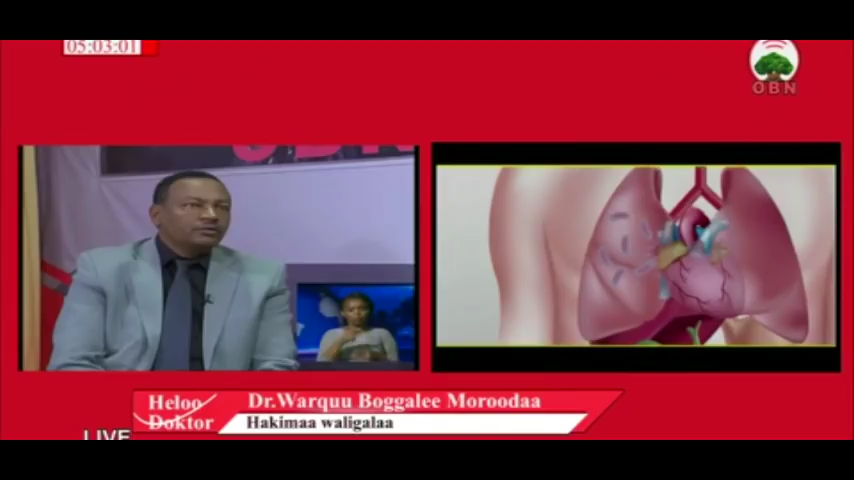 05:03:01
OBN
Heloo Doktor
Dr.Warquu Boggalee Moroodaa
Hakimaa waligalaa
LIVE